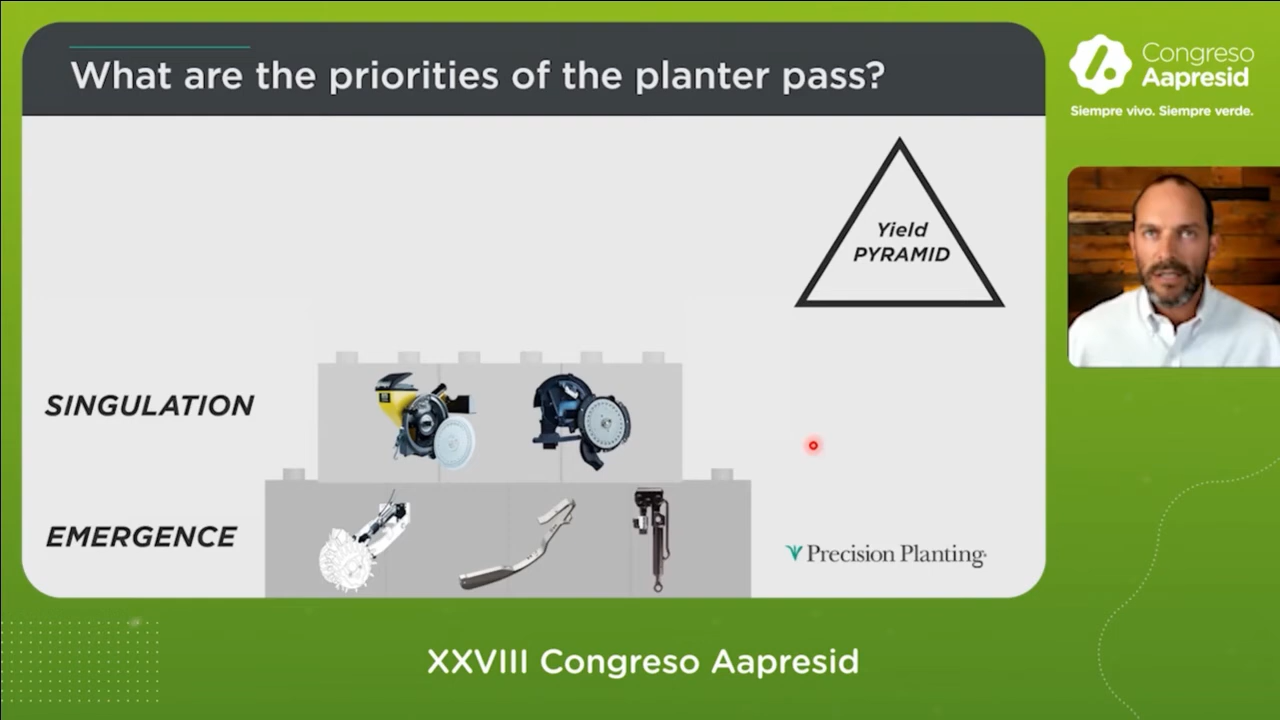 What are the priorities of the planter pass?
Congreso
Aapresid
Siempre vivo. Siempre verde.
Yield
PYRAMID
SINGULATION
EMERGENCE
Precision Planting
XXVIII Congreso Aapresid